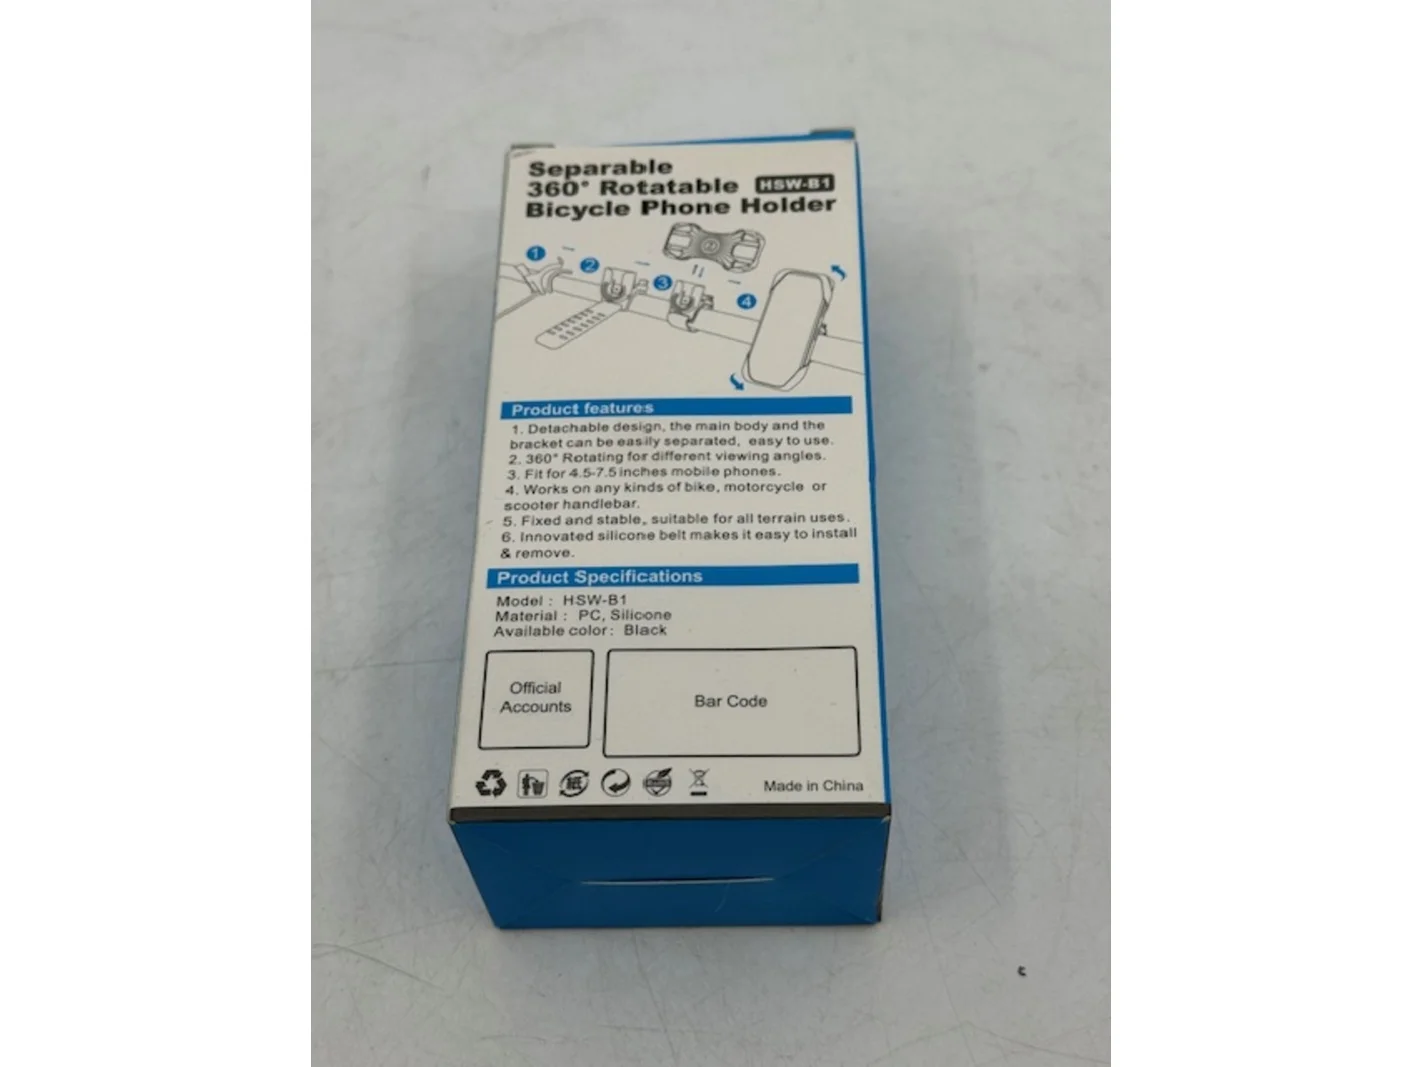 Separable
360° Rotatable HSW-B1
Bicycle Phone Holder
1
2
3
4
Product features
1. Detachable design, the main body and the
bracket can be easily separated, easy to use.
2. 360° Rotating for different viewing angles.
3. Fit for 4.5-7.5 inches mobile phones.
4. Works on any kinds of bike, motorcycle or
scooter handlebar.
5. Fixed and stable, suitable for all terrain uses.
6. Innovated silicone belt makes it easy to install
& remove.
Product Specifications
Model : HSW-B1
Material : PC, Silicone
Available color : Black
Official
Accounts
Bar Code
紙
Made in China